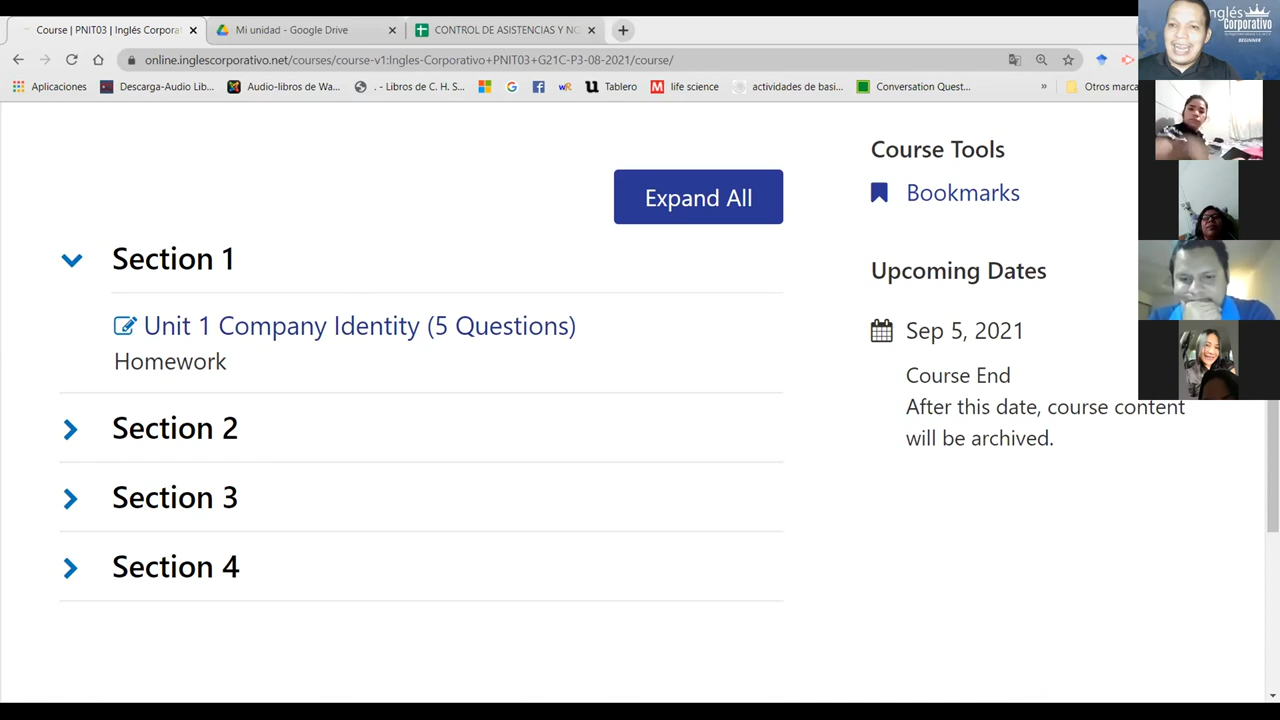 Course | PNIT03 | Inglés Corporat
Mi unidad - Google Drive
CONTROL DE ASISTENCIAS Y NO
online.inglescorporativo.net/courses/course-v1:Ingles-Corporativo+PNIT03+G21C-P3-08-2021/course/
Aplicaciones
Descarga-Audio Lib...
Audio-libros de Wa...
. - Libros de C. H. S...
Tablero
life science
actividades de basi...
Conversation Quest...
»
Otros marca
Inglés
Corporativo
BEGINNER
Course Tools
Bookmarks
Expand All
Section 1
Upcoming Dates
Unit 1 Company Identity (5 Questions)
Homework
Sep 5, 2021
Course End
After this date, course content
will be archived.
Section 2
Section 3
Section 4